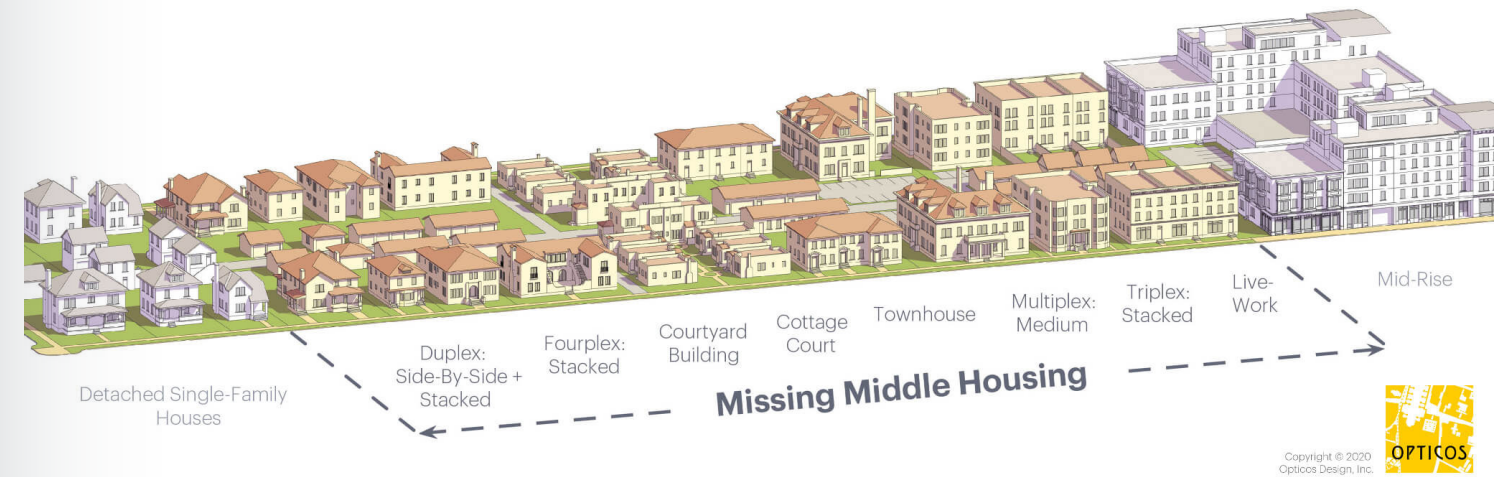 Detached Single-Family
Houses
Duplex:
Side-By-Side +
Stacked
Fourplex:
Stacked
Courtyard
Building
Cottage
Court
Townhouse
Multiplex:
Medium
Triplex:
Stacked
Live-
Work
Mid-Rise
Missing Middle Housing
Copyright © 2020
Opticos Design, Inc.
OPTICOS